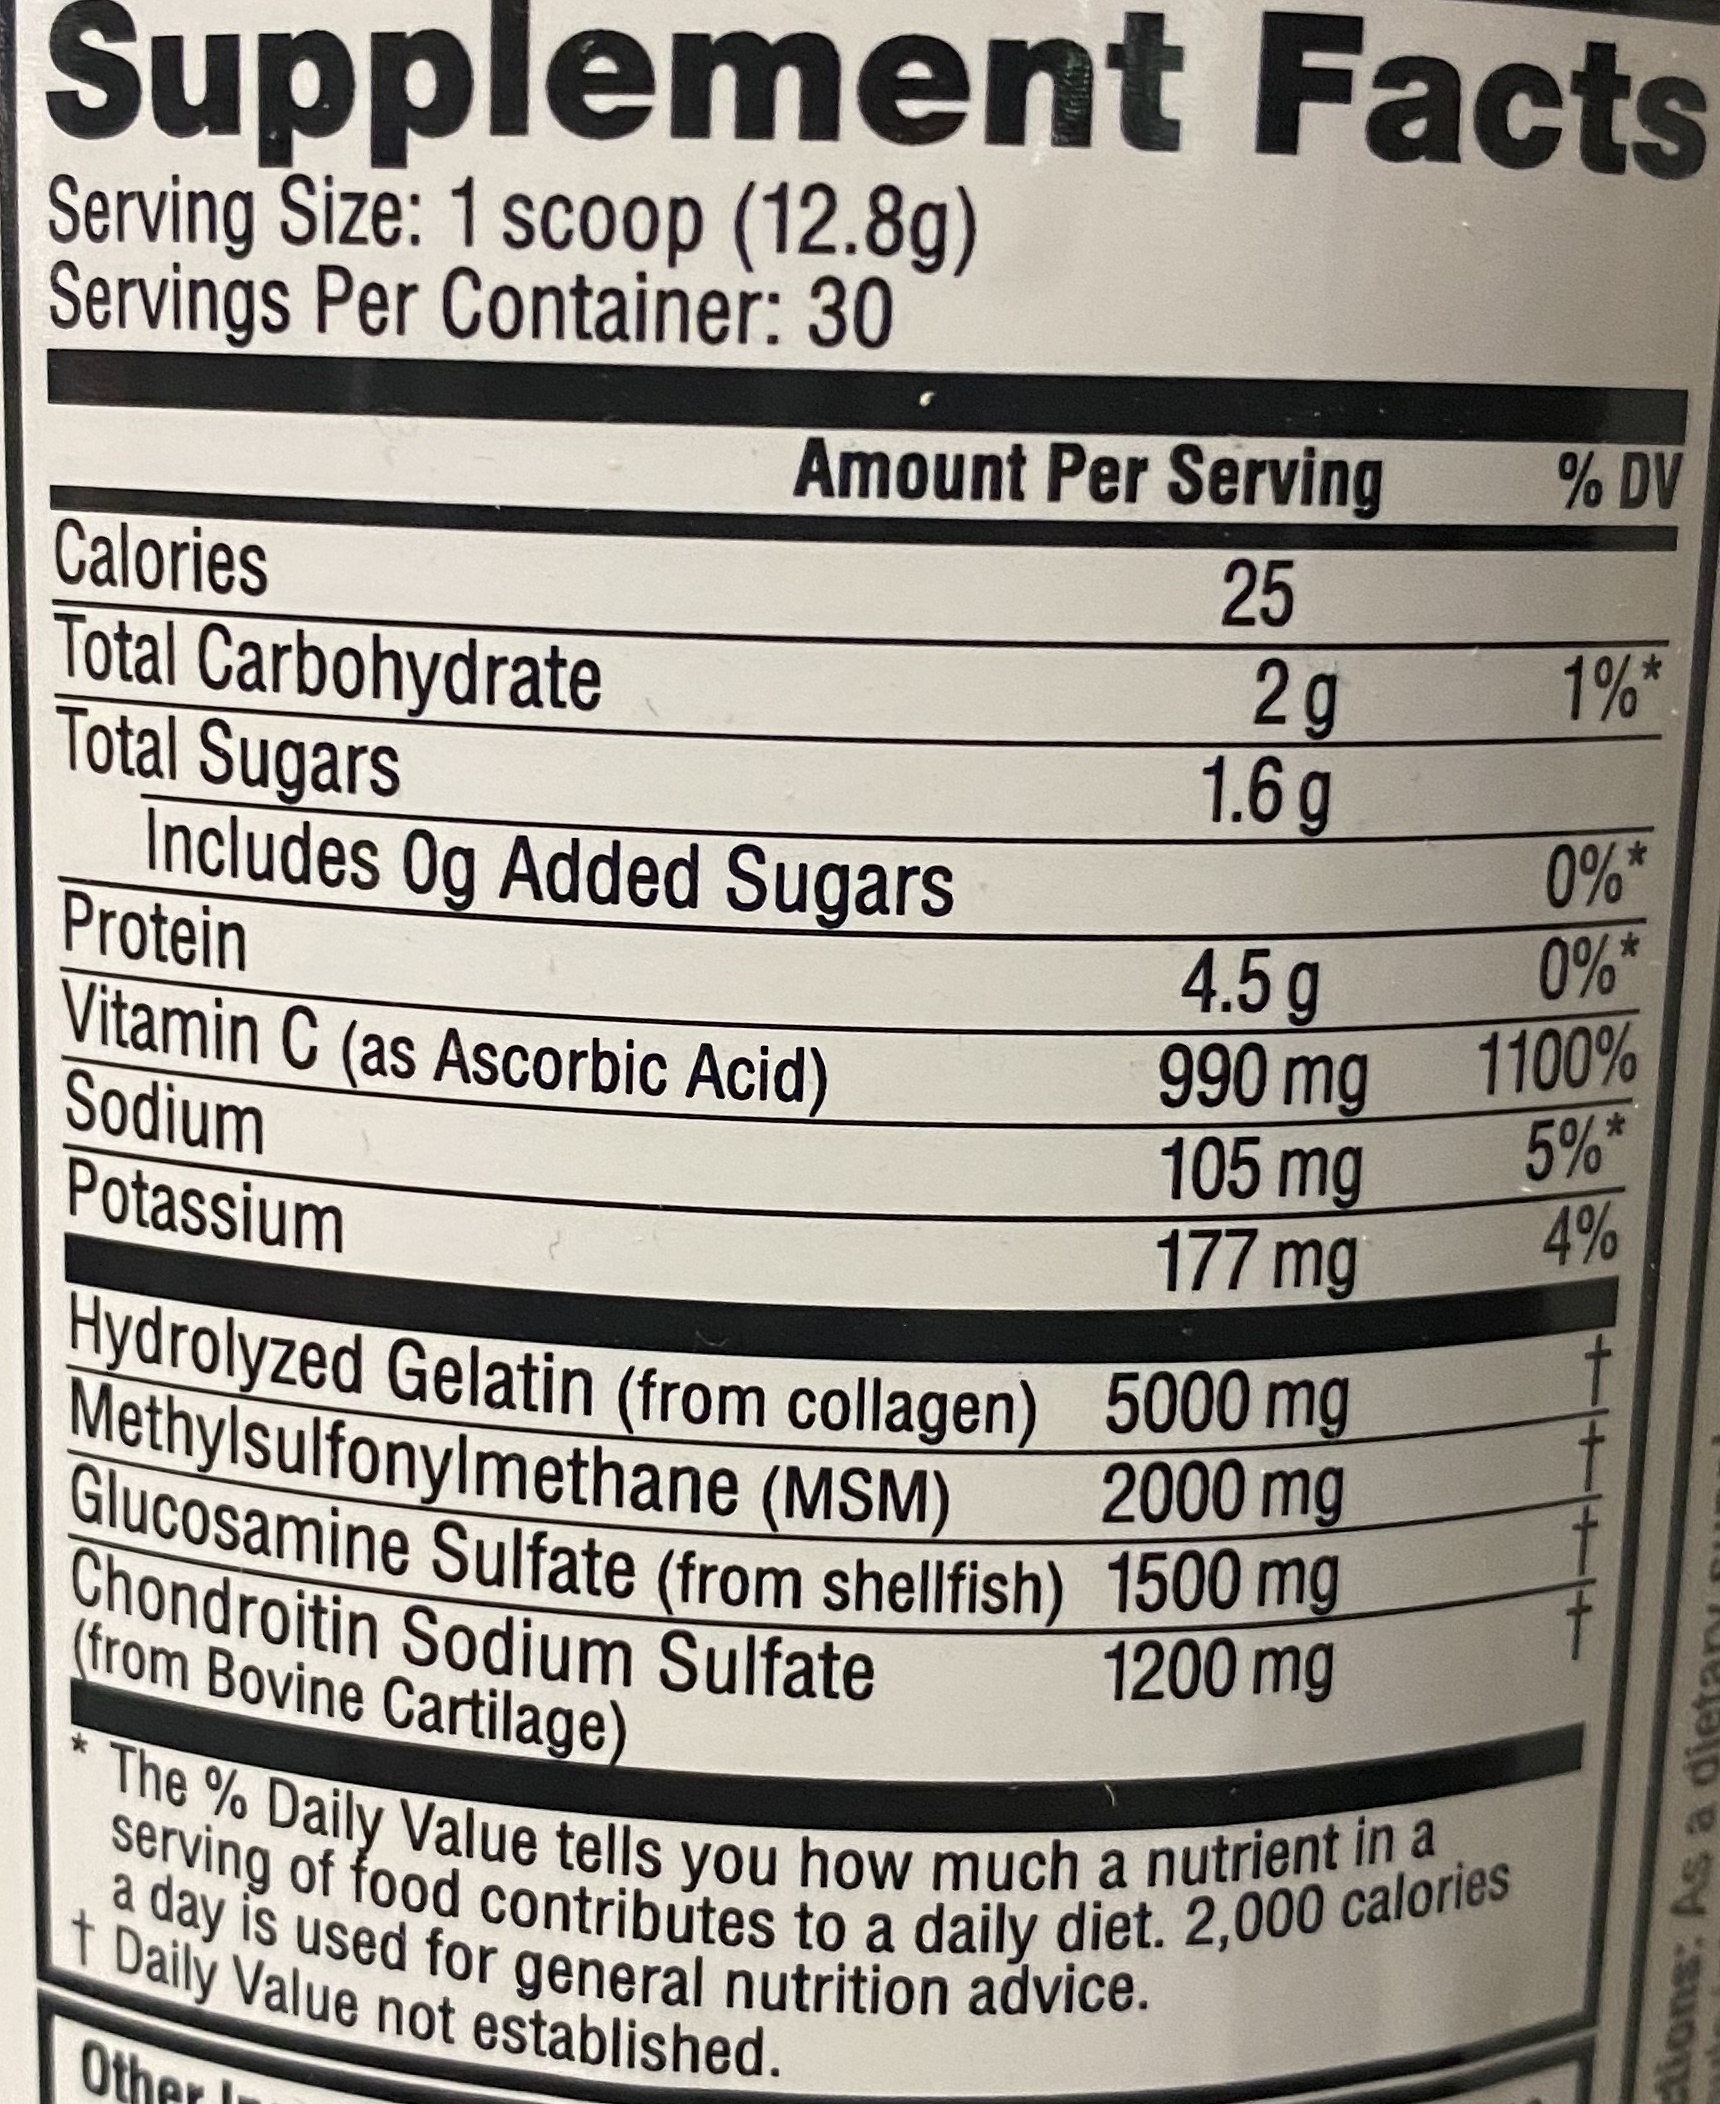 Supplement Facts
Serving Size: 1 scoop (12.8g)
Servings Per Container: 30
Amount Per Serving % DV
Calories 25
Total Carbohydrate 2 g 1%*
Total Sugars 1.6 g
Includes 0g Added Sugars 0%*
Protein 4.5 g 0%*
Vitamin C (as Ascorbic Acid) 990 mg 1100%
Sodium 105 mg 5%*
Potassium 177 mg 4%
Hydrolyzed Gelatin (from collagen) 5000 mg †
Methylsulfonylmethane (MSM) 2000 mg †
Glucosamine Sulfate (from shellfish) 1500 mg †
Chondroitin Sodium Sulfate 1200 mg †
(from Bovine Cartilage)
* The % Daily Value tells you how much a nutrient in a
serving of food contributes to a daily diet. 2,000 calories
a day is used for general nutrition advice.
† Daily Value not established.
Other
As a dietary